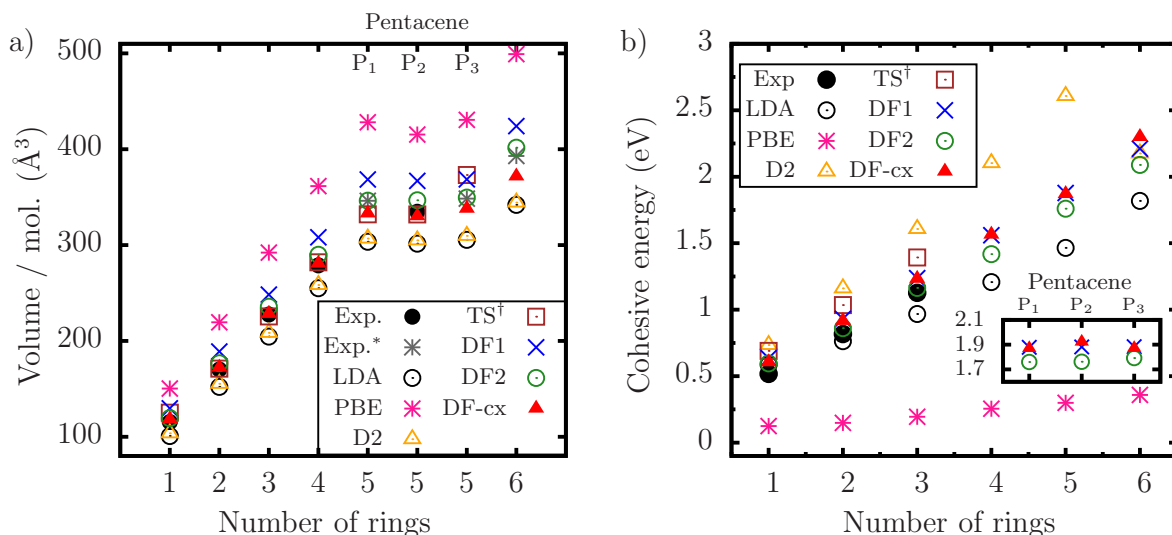 a)
Pentacene
P1 P2 P3
Volume / mol. (Å³)
500
400
300
200
100
Exp. TS†
Exp.* DF1
LDA DF2
PBE DF-cx
D2
1 2 3 4 5 5 5 6
Number of rings
b)
Cohesive energy (eV)
3
2.5
2
1.5
1
0.5
0
Exp TS†
LDA DF1
PBE DF2
D2 DF-cx
Pentacene
P1 P2 P3
2.1
1.9
1.7
1 2 3 4 5 6
Number of rings